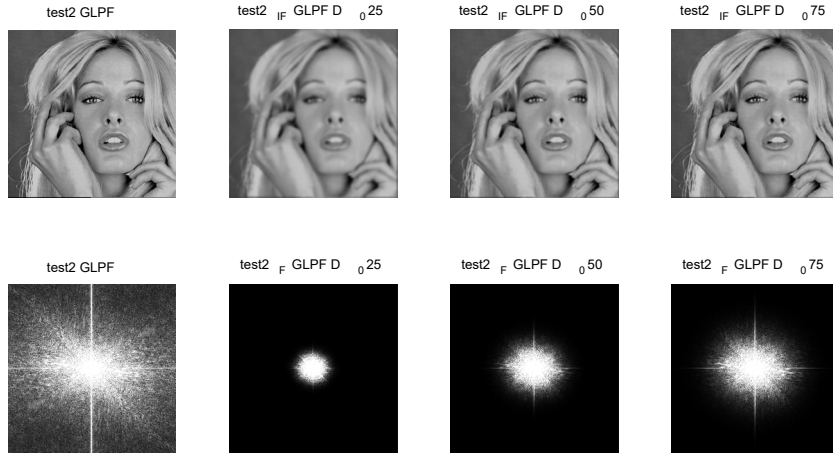 test2 GLPF
test2 IF GLPF D 0 25
test2 IF GLPF D 0 50
test2 IF GLPF D 0 75
test2 GLPF
test2 F GLPF D 0 25
test2 F GLPF D 0 50
test2 F GLPF D 0 75